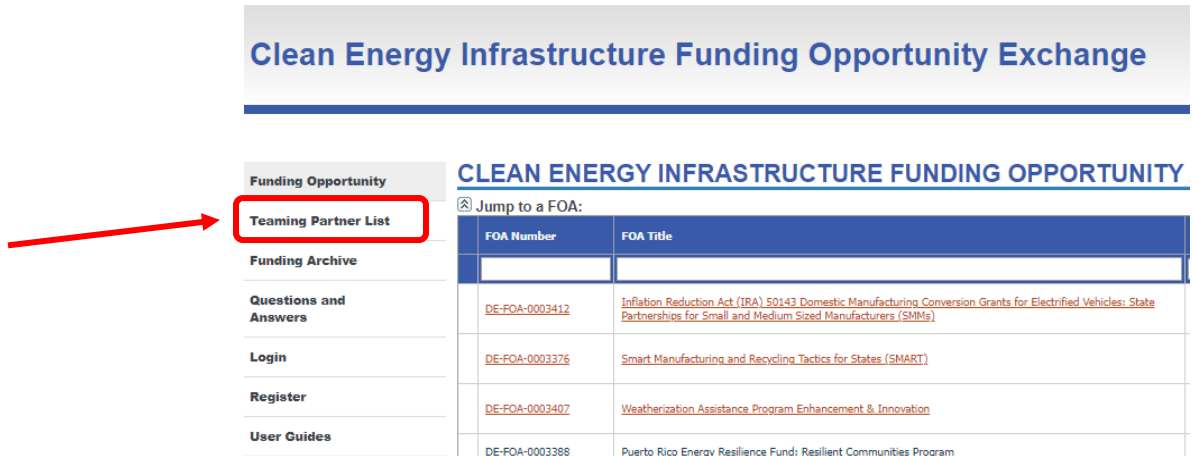 Clean Energy Infrastructure Funding Opportunity Exchange
Funding Opportunity
Teaming Partner List
Funding Archive
Questions and
Answers
Login
Register
User Guides
CLEAN ENERGY INFRASTRUCTURE FUNDING OPPORTUNITY
Jump to a FOA:
FOA Number FOA Title
DE-FOA-0003412 Inflation Reduction Act (IRA) 50143 Domestic Manufacturing Conversion Grants for Electrified Vehicles: State
Partnerships for Small and Medium Sized Manufacturers (SMMs)
DE-FOA-0003376 Smart Manufacturing and Recycling Tactics for States (SMART)
DE-FOA-0003407 Weatherization Assistance Program Enhancement & Innovation
DE-FOA-0003388 Puerto Rico Energy Resilience Fund: Resilient Communities Program